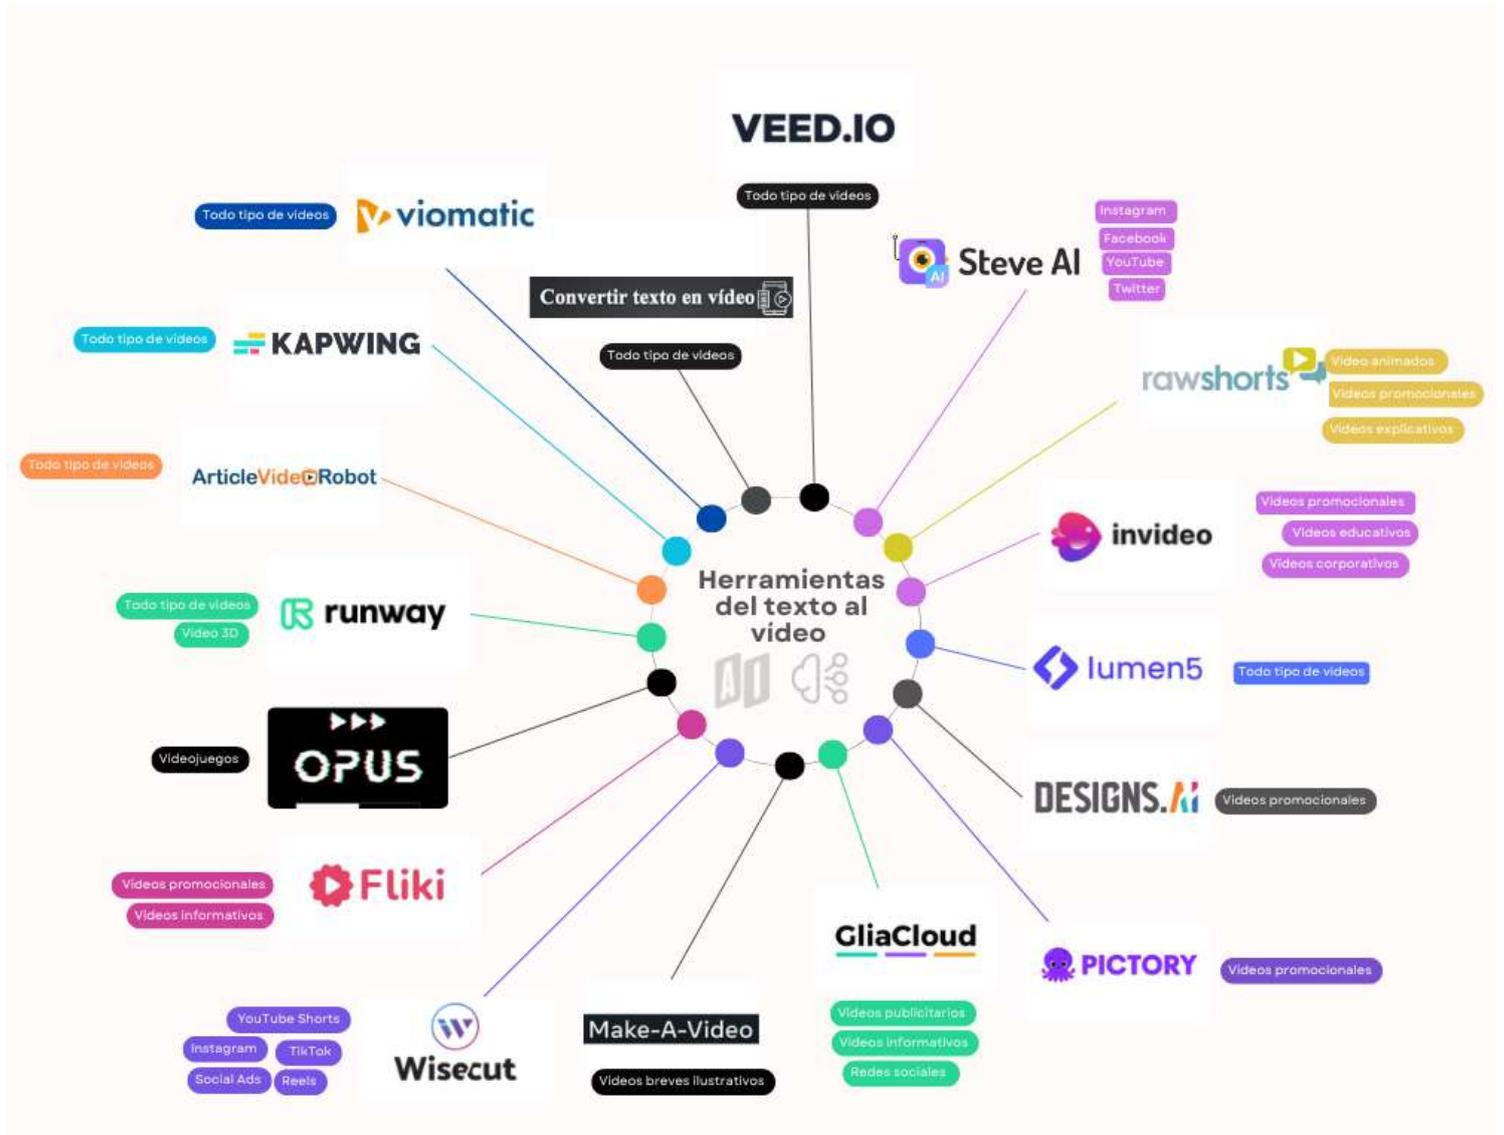 VEED.IO
Todo tipo de videos
Todo tipo de videos
viomatic
Convertir texto en vídeo
Todo tipo de videos
AI
Steve AI
Instagram
Facebook
YouTube
Twitter
Todo tipo de videos
KAPWING
rawshorts
Video animados
Videos promocionales
Videos explicativos
Todo tipo de videos
ArticleVideoRobot
invideo
Videos promocionales
Videos educativos
Videos corporativos
Todo tipo de videos
Video 3D
runway
Herramientas
del texto al
vídeo
AI
lumen5
Todo tipo de videos
Videojuegos
OPUS
DESIGNS.Ai
Videos promocionales
Videos promocionales
Videos informativos
Fliki
GliaCloud
Videos publicitarios
Videos informativos
Redes sociales
PICTORY
Videos promocionales
YouTube Shorts
Instagram
TikTok
Social Ads
Reels
Wisecut
Make-A-Video
Videos breves ilustrativos